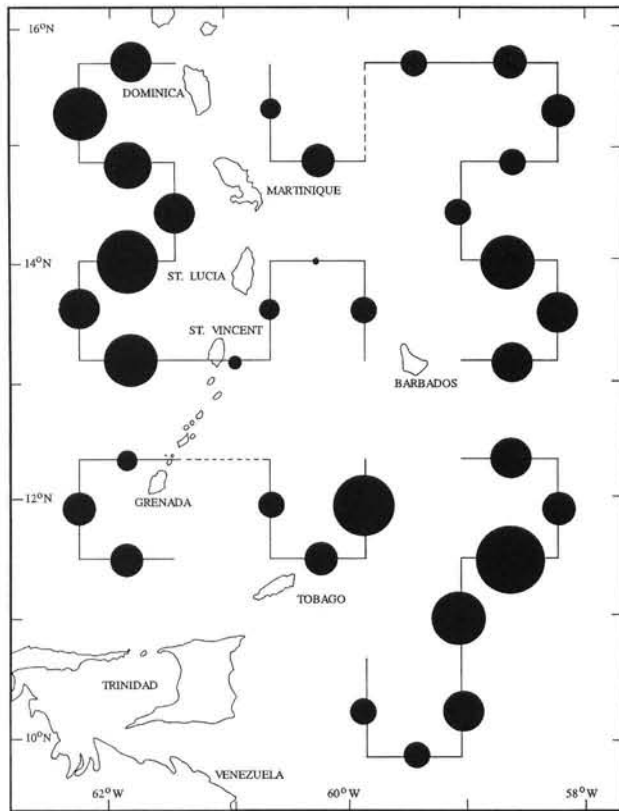 16°N
DOMINICA
MARTINIQUE
14°N
ST. LUCIA
ST. VINCENT
BARBADOS
12°N
GRENADA
TOBAGO
TRINIDAD
10°N
VENEZUELA
62°W
60°W
58°W